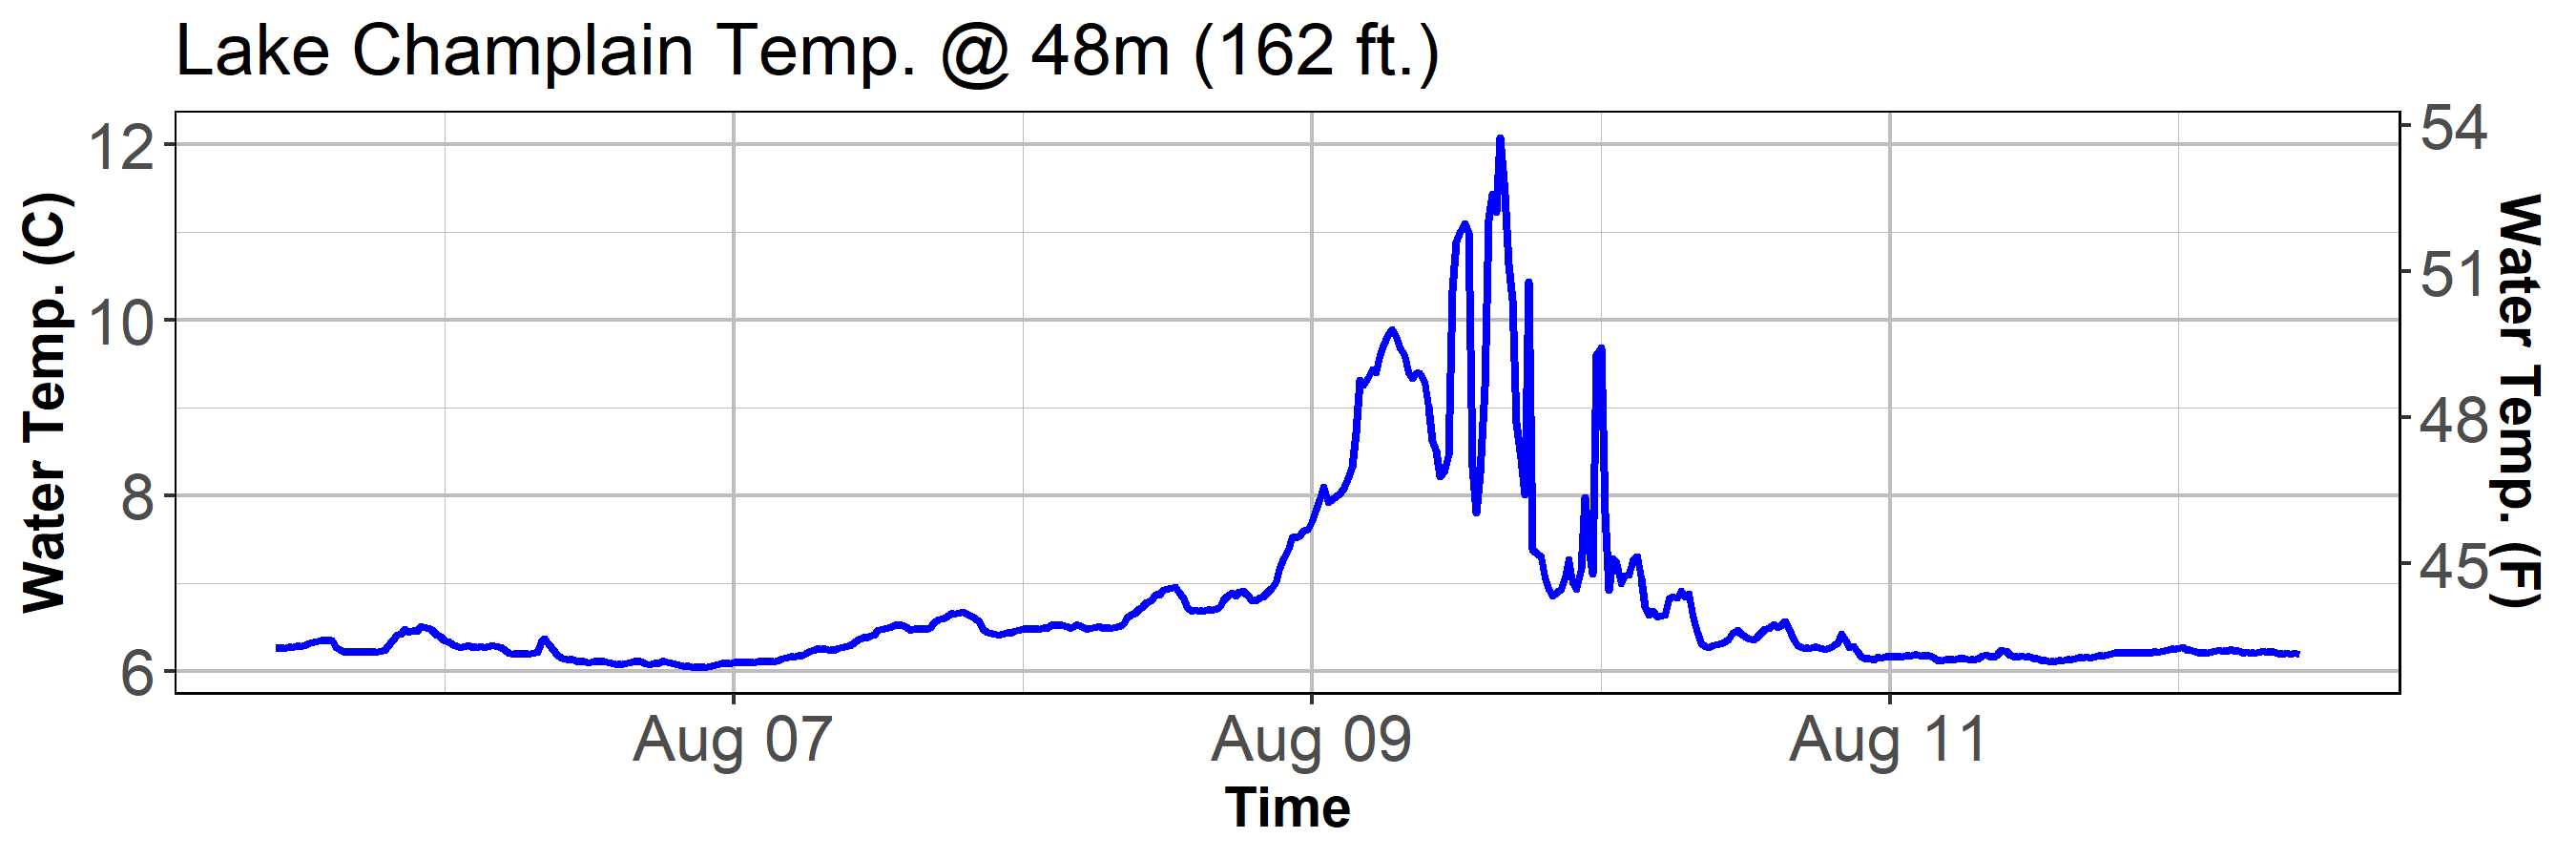 Lake Champlain Temp. @ 48m (162 ft.)
12
10
8
6
54
51
48
45
Water Temp. (C)
Water Temp. (F)
Aug 07
Aug 09
Aug 11
Time